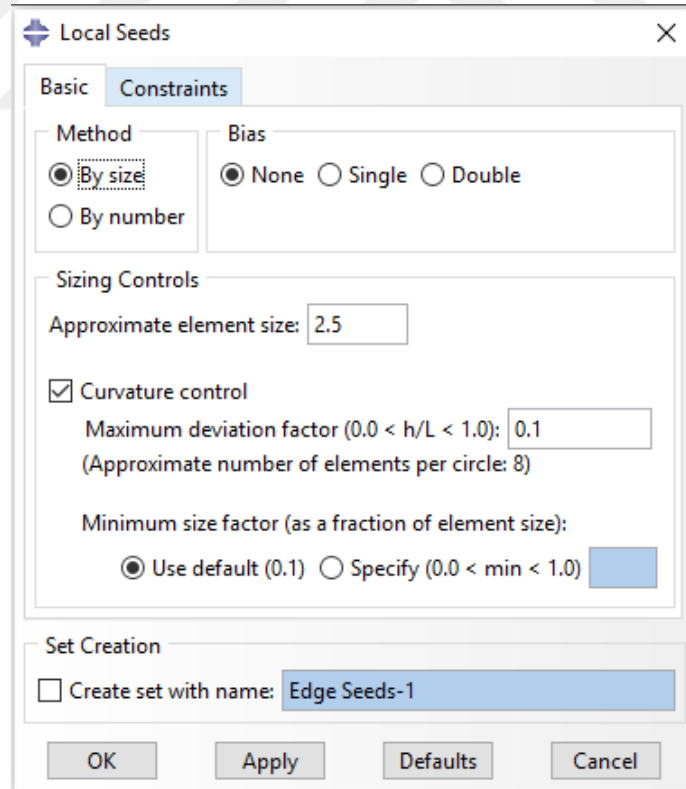 Local Seeds
Basic Constraints
Method Bias
By size None Single Double
By number
Sizing Controls
Approximate element size: 2.5
Curvature control
Maximum deviation factor (0.0 < h/L < 1.0): 0.1
(Approximate number of elements per circle: 8)
Minimum size factor (as a fraction of element size):
Use default (0.1) Specify (0.0 < min < 1.0)
Set Creation
Create set with name: Edge Seeds-1
OK Apply Defaults Cancel